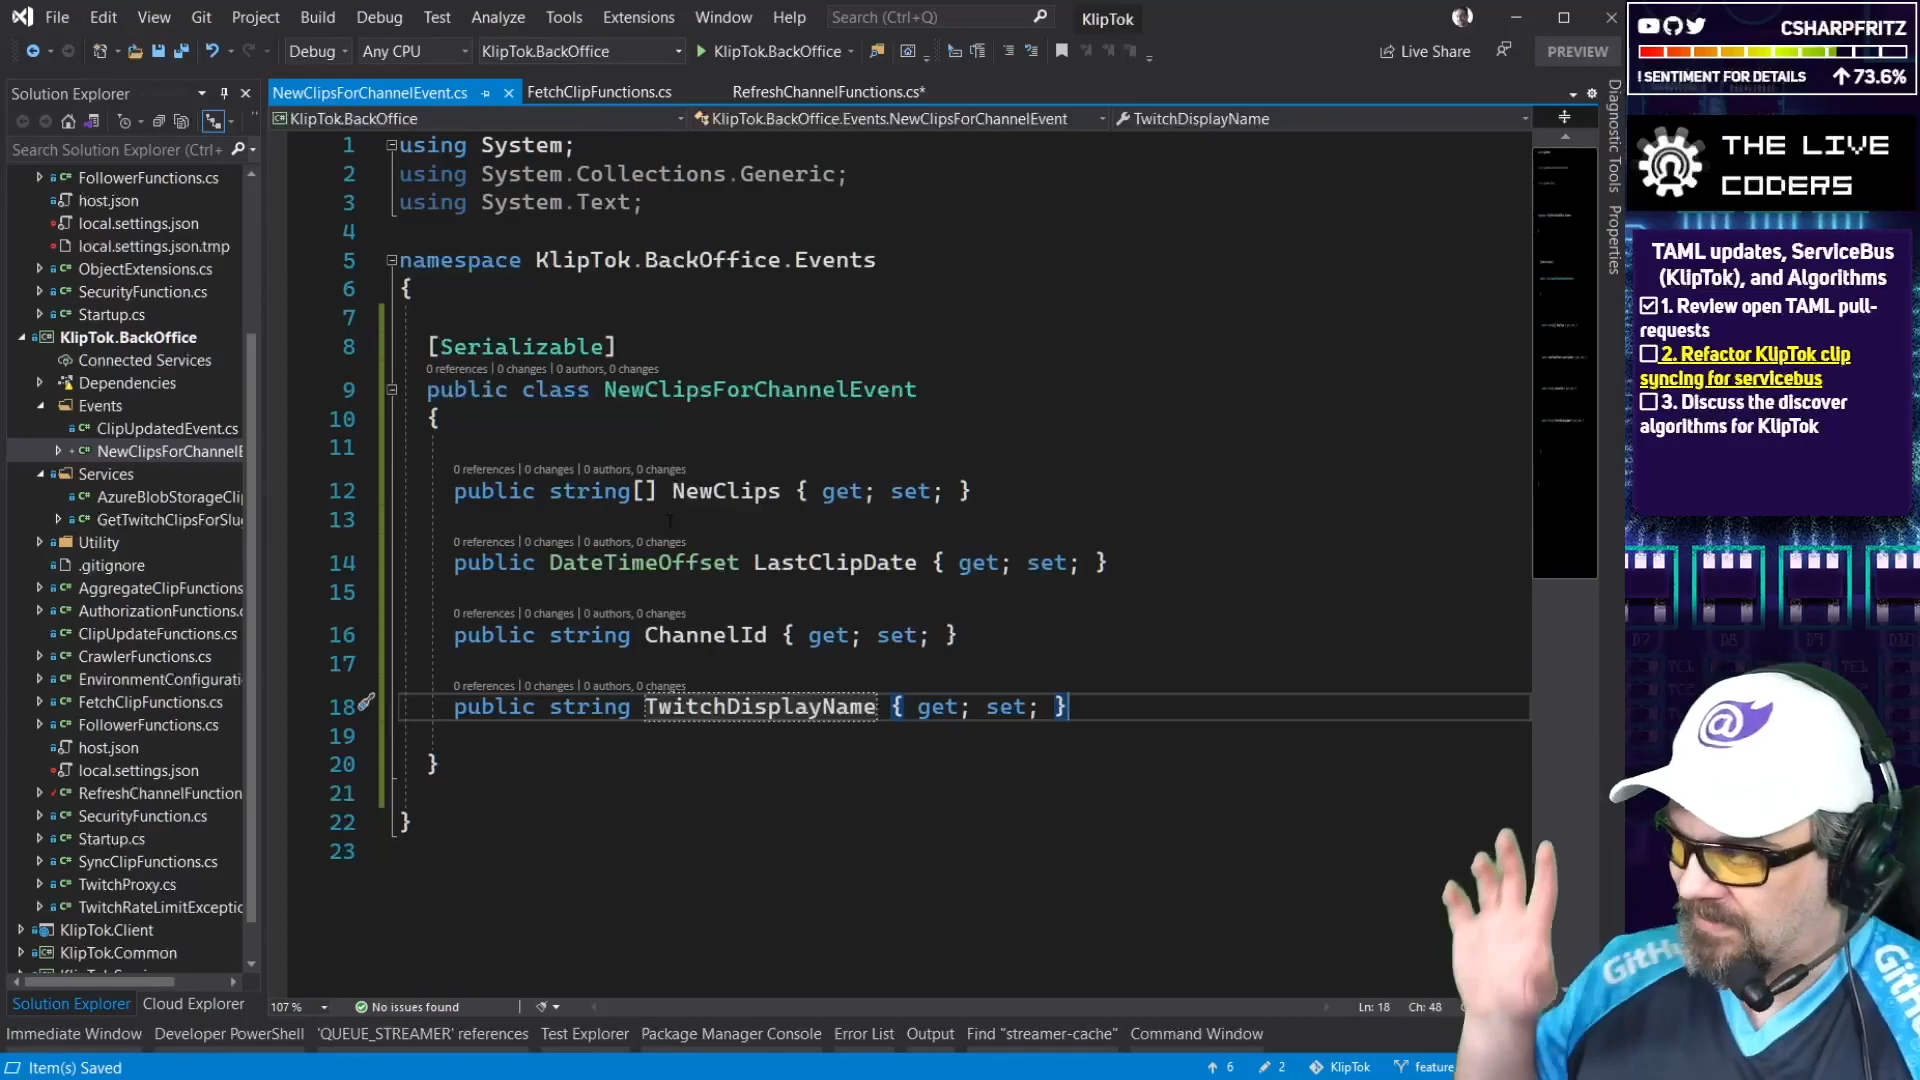 File Edit View Git Project Build Debug Test Analyze Tools Extensions Window Help Search (Ctrl+Q) KlipTok
Debug Any CPU KlipTok.BackOffice KlipTok.BackOffice Live Share PREVIEW
Solution Explorer
Search Solution Explorer (Ctrl+
FollowerFunctions.cs
host.json
local.settings.json
local.settings.json.tmp
ObjectExtensions.cs
SecurityFunction.cs
Startup.cs
KlipTok.BackOffice
Connected Services
Dependencies
Events
ClipUpdatedEvent.cs
NewClipsForChannelE
Services
AzureBlobStorageCli
GetTwitchClipsForSlu
Utility
.gitignore
AggregateClipFunctions
AuthorizationFunctions.c
ClipUpdateFunctions.cs
CrawlerFunctions.cs
EnvironmentConfigurati
FetchClipFunctions.cs
FollowerFunctions.cs
host.json
local.settings.json
RefreshChannelFunction
SecurityFunction.cs
Startup.cs
SyncClipFunctions.cs
TwitchProxy.cs
TwitchRateLimitExceptic
KlipTok.Client
KlipTok.Common
Solution Explorer Cloud Explorer
NewClipsForChannelEvent.cs FetchClipFunctions.cs RefreshChannelFunctions.cs*
KlipTok.BackOffice KlipTok.BackOffice.Events.NewClipsForChannelEvent TwitchDisplayName
1 using System;
2 using System.Collections.Generic;
3 using System.Text;
4
5 namespace KlipTok.BackOffice.Events
6 {
7
8 [Serializable]
0 references | 0 changes | 0 authors, 0 changes
9 public class NewClipsForChannelEvent
10 {
11
0 references | 0 changes | 0 authors, 0 changes
12 public string[] NewClips { get; set; }
13
0 references | 0 changes | 0 authors, 0 changes
14 public DateTimeOffset LastClipDate { get; set; }
15
0 references | 0 changes | 0 authors, 0 changes
16 public string ChannelId { get; set; }
17
0 references | 0 changes | 0 authors, 0 changes
18 public string TwitchDisplayName { get; set; }
19
20 }
21
22 }
23
107 % No issues found Ln: 18 Ch: 48
Immediate Window Developer PowerShell 'QUEUE_STREAMER' references Test Explorer Package Manager Console Error List Output Find "streamer-cache" Command Window
Item(s) Saved 6 2 KlipTok feature
Diagnostic Tools
Properties
CSHARPFRITZ
! SENTIMENT FOR DETAILS 73.6%
THE LIVE
CODERS
TAML updates, ServiceBus
(KlipTok), and Algorithms
1. Review open TAML pull-
requests
2. Refactor KlipTok clip
syncing for servicebus
3. Discuss the discover
algorithms for KlipTok
D7 D8 D9 D10
@
GitHub